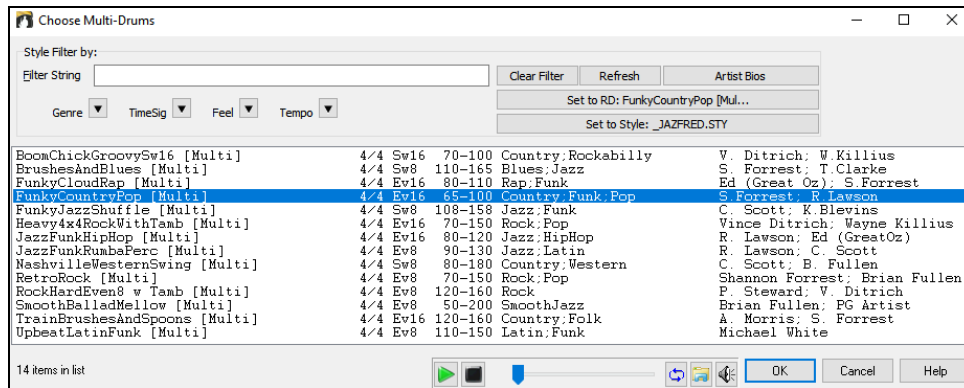 Choose Multi-Drums
Style Filter by:
Filter String
Clear Filter Refresh Artist Bios
Genre TimeSig Feel Tempo
Set to RD: FunkyCountryPop [Mul...
Set to Style: _JAZFRED.STY
BoomChickGroovySw16 [Multi] 4/4 Sw16 70-100 Country;Rockabilly V. Ditrich; W.Killius
BrushesAndBlues [Multi] 4/4 Sw8 110-165 Blues;Jazz S. Forrest; T.Clarke
FunkyCloudRap [Multi] 4/4 Ev16 80-110 Rap;Funk Ed (Great Oz); S.Forrest
FunkyCountryPop [Multi] 4/4 Ev16 65-100 Country;Funk;Pop S.Forrest; R.Lawson
FunkyJazzShuffle [Multi] 4/4 Sw8 108-158 Jazz;Funk C. Scott; K.Blevins
Heavy4x4RockWithTamb [Multi] 4/4 Ev16 70-150 Rock;Pop Vince Ditrich; Wayne Killius
JazzFunkHipHop [Multi] 4/4 Ev16 80-120 Jazz;HipHop R. Lawson; Ed (GreatOz)
JazzFunkRumbaPerc [Multi] 4/4 Ev8 90-130 Jazz;Latin R. Lawson; C. Scott
NashvilleWesternSwing [Multi] 4/4 Sw8 80-180 Country;Western C. Scott; B. Fullen
RetroRock [Multi] 4/4 Ev8 70-150 Rock;Pop Shannon Forrest; Brian Fullen
RockHardEven8 w Tamb [Multi] 4/4 Ev8 120-160 Rock P. Steward; V. Ditrich
SmoothBalladMellow [Multi] 4/4 Ev8 50-200 SmoothJazz Brian Fullen; PG Artist
TrainBrushesAndSpoons [Multi] 4/4 Ev16 120-160 Country;Folk A. Morris; S. Forrest
UpbeatLatinFunk [Multi] 4/4 Ev8 110-150 Latin;Funk Michael White
14 items in list
OK Cancel Help